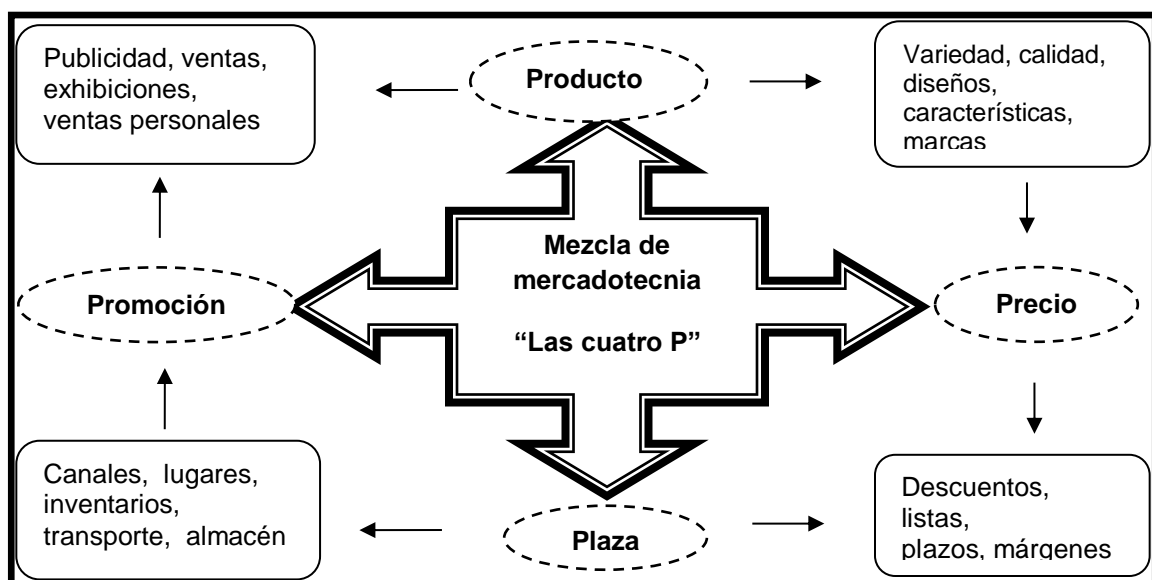 Publicidad, ventas,
exhibiciones,
ventas personales
Producto
Variedad, calidad,
diseños,
característícas,
marcas
Promoción
Mezcla de
mercadotecnia
“Las cuatro P”
Precio
Canales, lugares,
inventarios,
transporte, almacén
Plaza
Descuentos,
listas,
plazos, márgenes